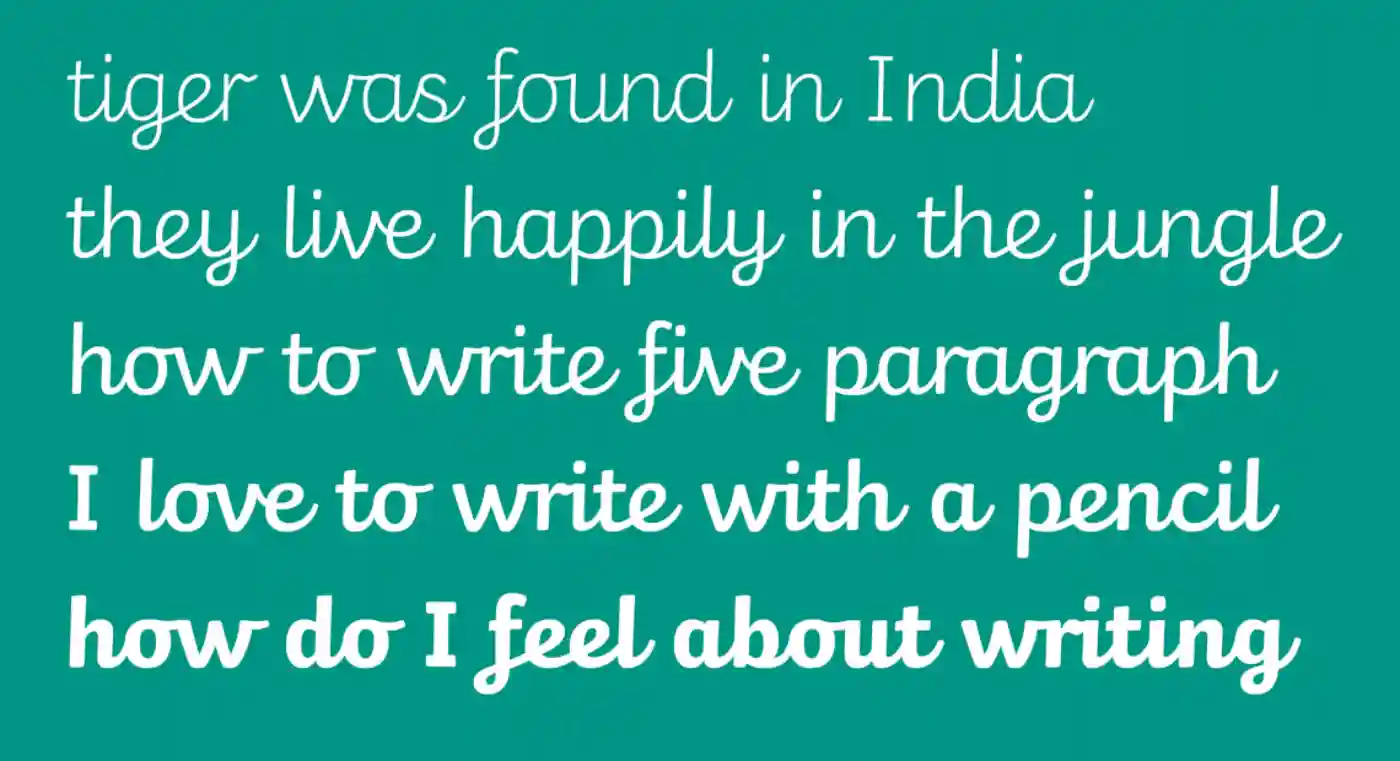 tiger was found in India
they live happily in the jungle
how to write five paragraph
I love to write with a pencil
how do I feel about writing